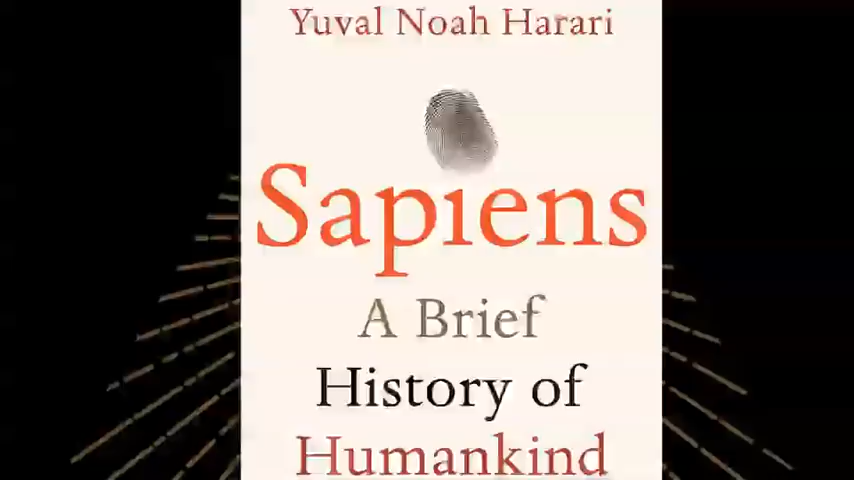 Yuval Noah Harari
Sapiens
A Brief
History of
Humankind